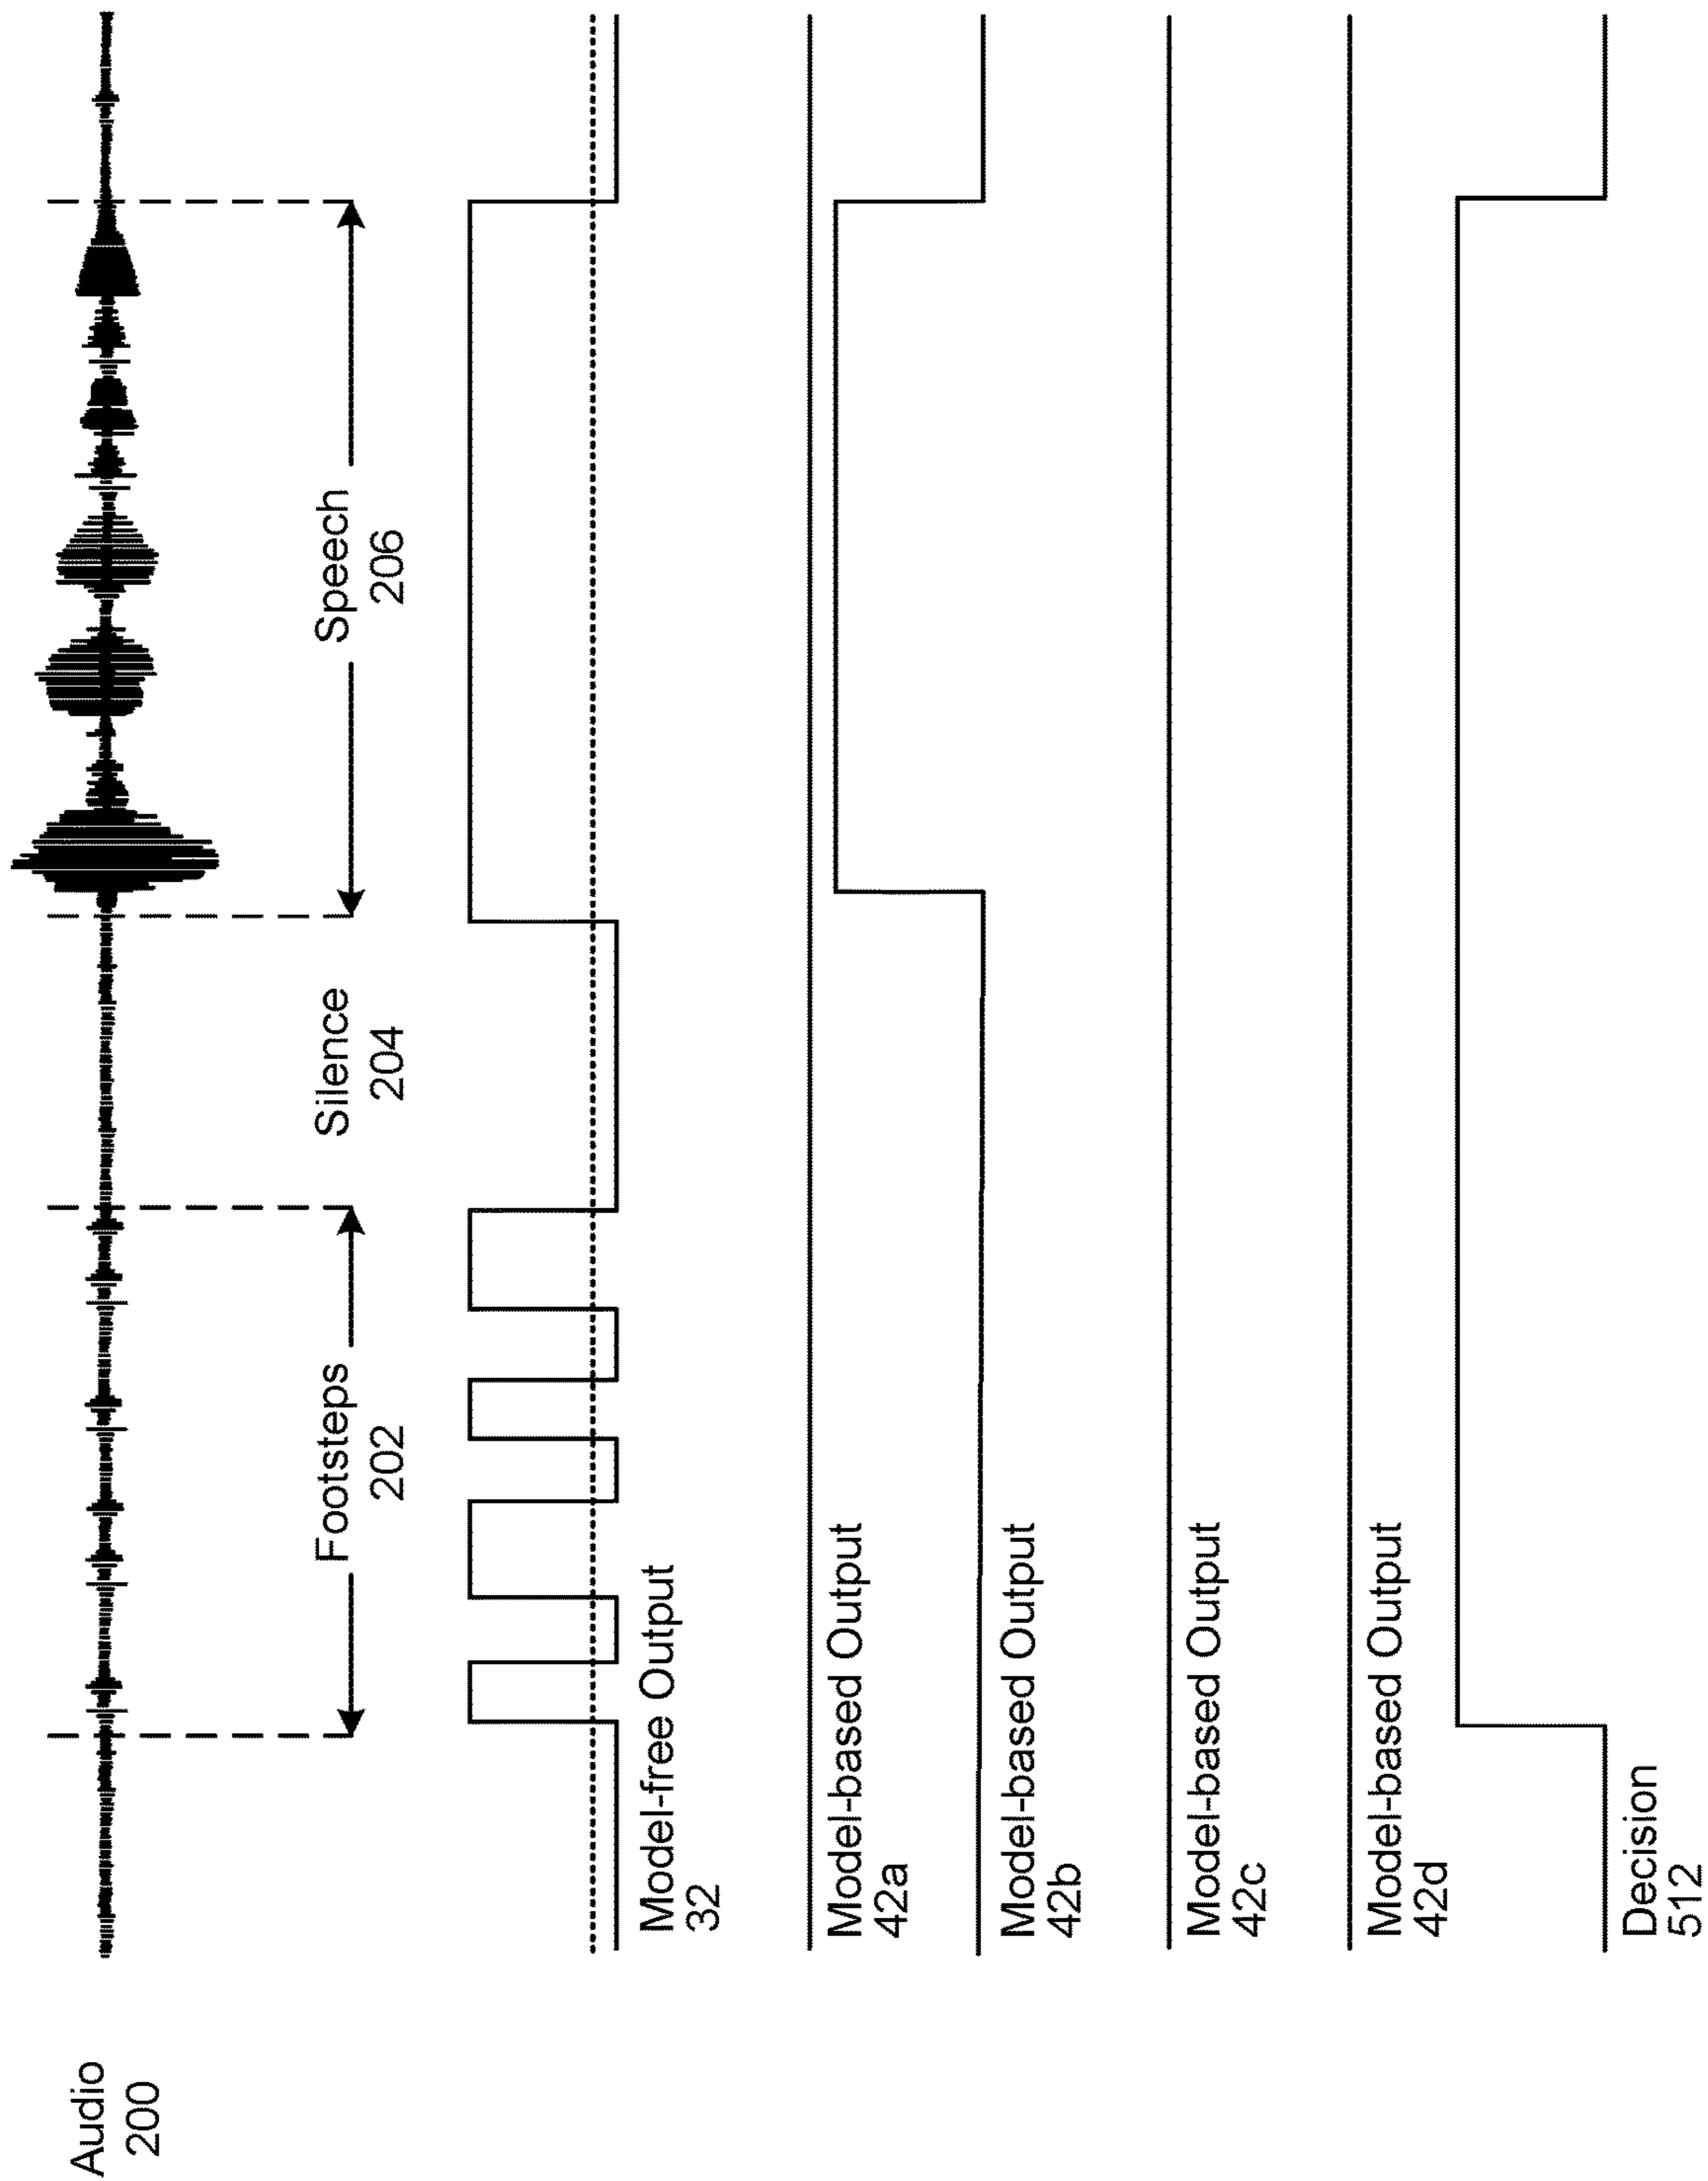 Audio
200
Footsteps
202
Silence
204
Speech
206
Model-free Output
32
Model-based Output
42a
Model-based Output
42b
Model-based Output
42c
Model-based Output
42d
Decision
512